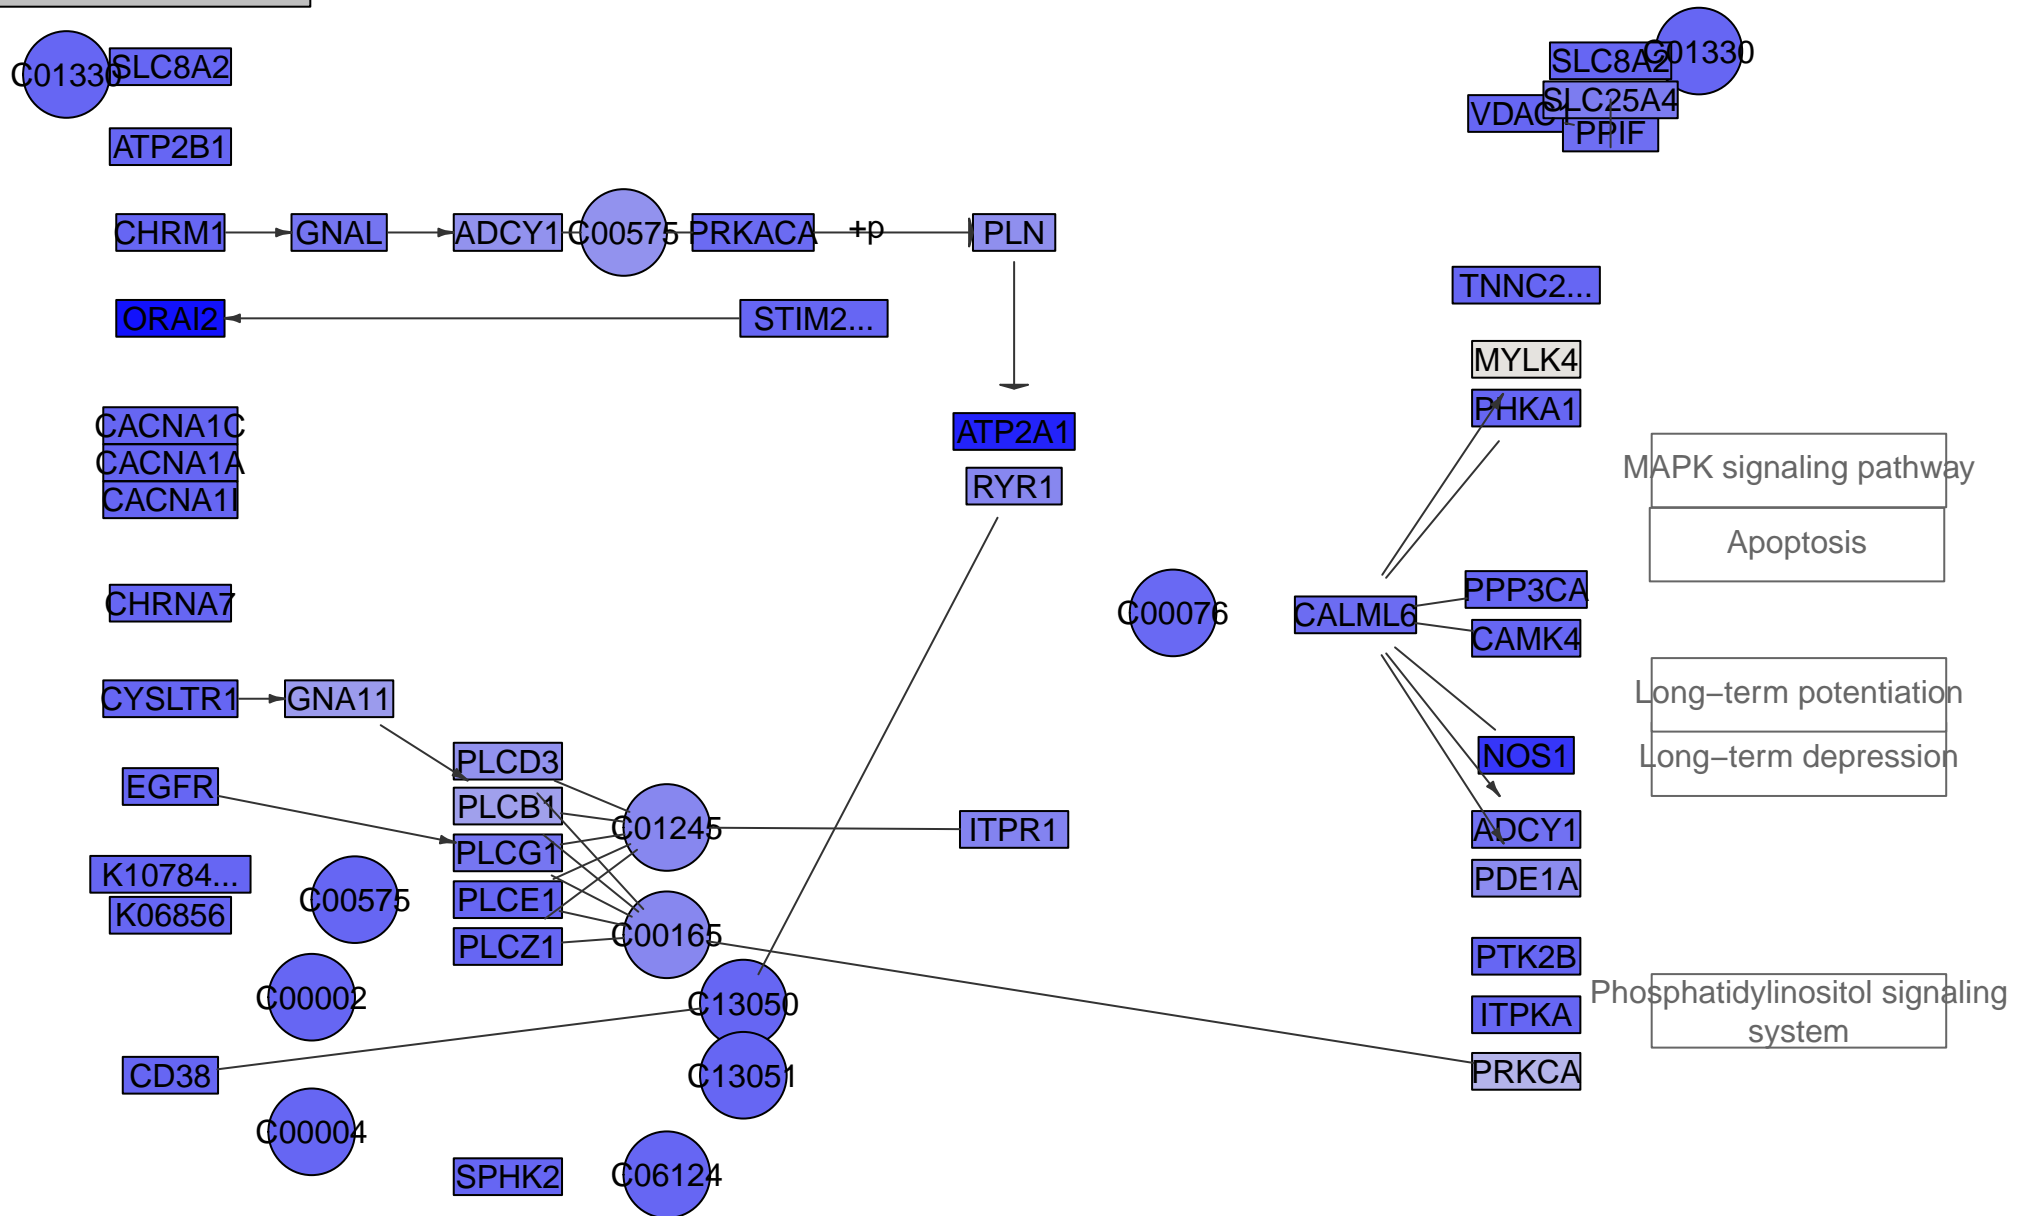 C01330
SLC8A2
SLC8A2
C01330
SLC25A4
VDAC1
PPIF
ATP2B1
CHRM1
GNAL
ADCY1
C00575
PRKACA
+p
PLN
TNNC2...
ORAI2
STIM2...
MYLK4
PHKA1
CACNA1C
CACNA1A
CACNA1I
ATP2A1
RYR1
MAPK signaling pathway
Apoptosis
CHRNA7
C00076
CALML6
PPP3CA
CAMK4
CYSLTR1
GNA11
Long−term potentiation
Long−term depression
NOS1
PLCD3
EGFR
PLCB1
C01245
ITPR1
ADCY1
PLCG1
K10784...
K06856
C00575
PLCE1
PDE1A
PLCZ1
C00165
PTK2B
C00002
C13050
ITPKA
Phosphatidylinositol signaling
system
CD38
C13051
PRKCA
C00004
SPHK2
C06124